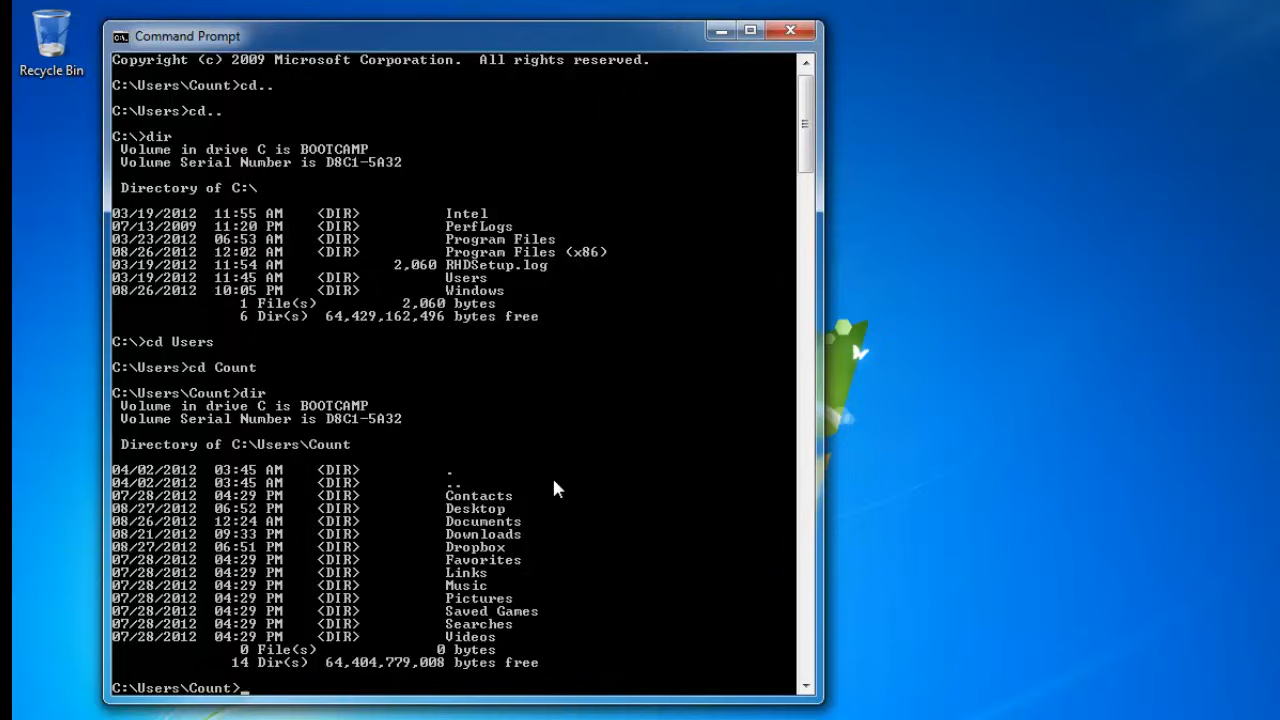 Recycle Bin
Command Prompt
Copyright (c) 2009 Microsoft Corporation.  All rights reserved.
C:\Users\Count>cd..
C:\Users>cd..
C:\>dir
 Volume in drive C is BOOTCAMP
 Volume Serial Number is D8C1-5A32
 Directory of C:\
03/19/2012  11:55 AM    <DIR>          Intel
07/13/2009  11:20 PM    <DIR>          PerfLogs
03/23/2012  06:53 AM    <DIR>          Program Files
08/26/2012  12:02 AM    <DIR>          Program Files (x86)
03/19/2012  11:54 AM             2,060 RHDSetup.log
03/19/2012  11:45 AM    <DIR>          Users
08/26/2012  10:05 PM    <DIR>          Windows
               1 File(s)          2,060 bytes
               6 Dir(s)  64,429,162,496 bytes free
C:\>cd Users
C:\Users>cd Count
C:\Users\Count>dir
 Volume in drive C is BOOTCAMP
 Volume Serial Number is D8C1-5A32
 Directory of C:\Users\Count
04/02/2012  03:45 AM    <DIR>          .
04/02/2012  03:45 AM    <DIR>          ..
07/28/2012  04:29 PM    <DIR>          Contacts
08/27/2012  06:52 PM    <DIR>          Desktop
08/26/2012  12:24 AM    <DIR>          Documents
08/21/2012  09:33 PM    <DIR>          Downloads
08/27/2012  06:51 PM    <DIR>          Dropbox
07/28/2012  04:29 PM    <DIR>          Favorites
07/28/2012  04:29 PM    <DIR>          Links
07/28/2012  04:29 PM    <DIR>          Music
07/28/2012  04:29 PM    <DIR>          Pictures
07/28/2012  04:29 PM    <DIR>          Saved Games
07/28/2012  04:29 PM    <DIR>          Searches
07/28/2012  04:29 PM    <DIR>          Videos
               0 File(s)              0 bytes
              14 Dir(s)  64,404,779,008 bytes free
C:\Users\Count>_